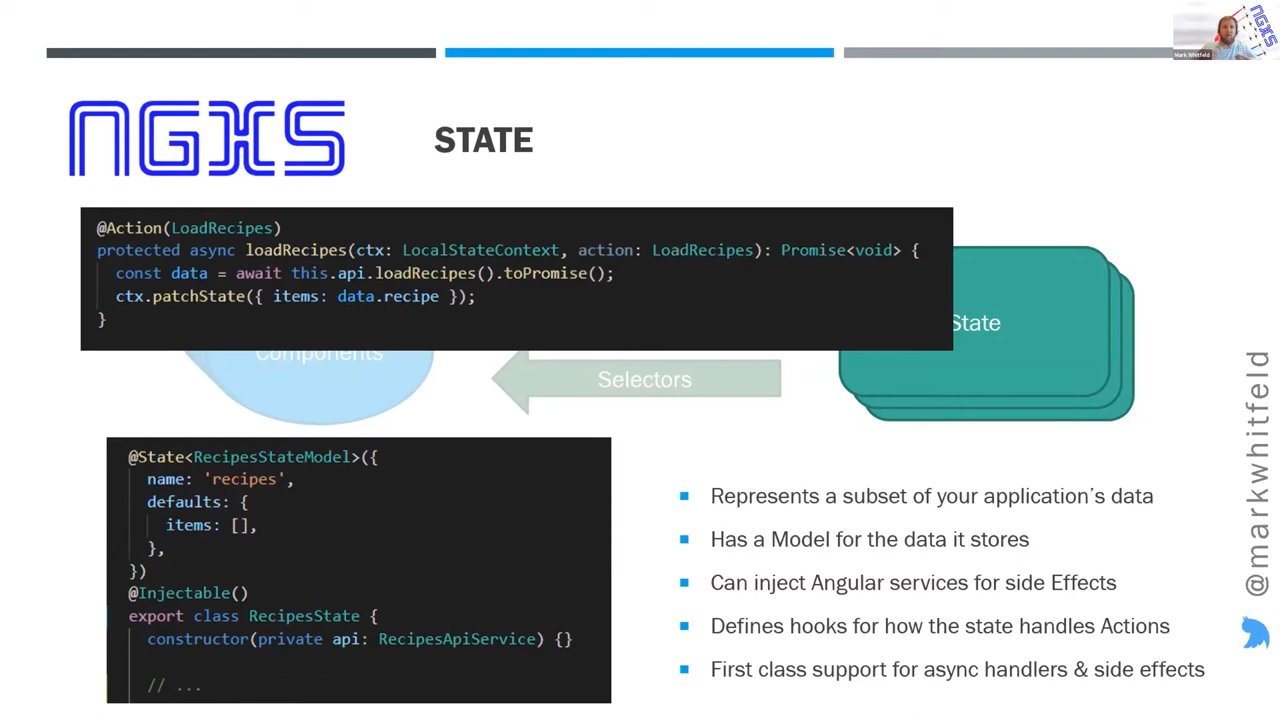 NGXS
Mark Whitfeld
NGXS
STATE
@Action(LoadRecipes)
protected async loadRecipes(ctx: LocalStateContext, action: LoadRecipes): Promise<void> {
const data = await this.api.loadRecipes().toPromise();
ctx.patchState({ items: data.recipe });
}
State
Components
Selectors
@State<RecipesStateModel>({
name: 'recipes',
defaults: {
items: [],
},
})
@Injectable()
export class RecipesState {
constructor(private api: RecipesApiService) {}
// ...
Represents a subset of your application's data
Has a Model for the data it stores
Can inject Angular services for side Effects
Defines hooks for how the state handles Actions
First class support for async handlers & side effects
@markwhitfeld